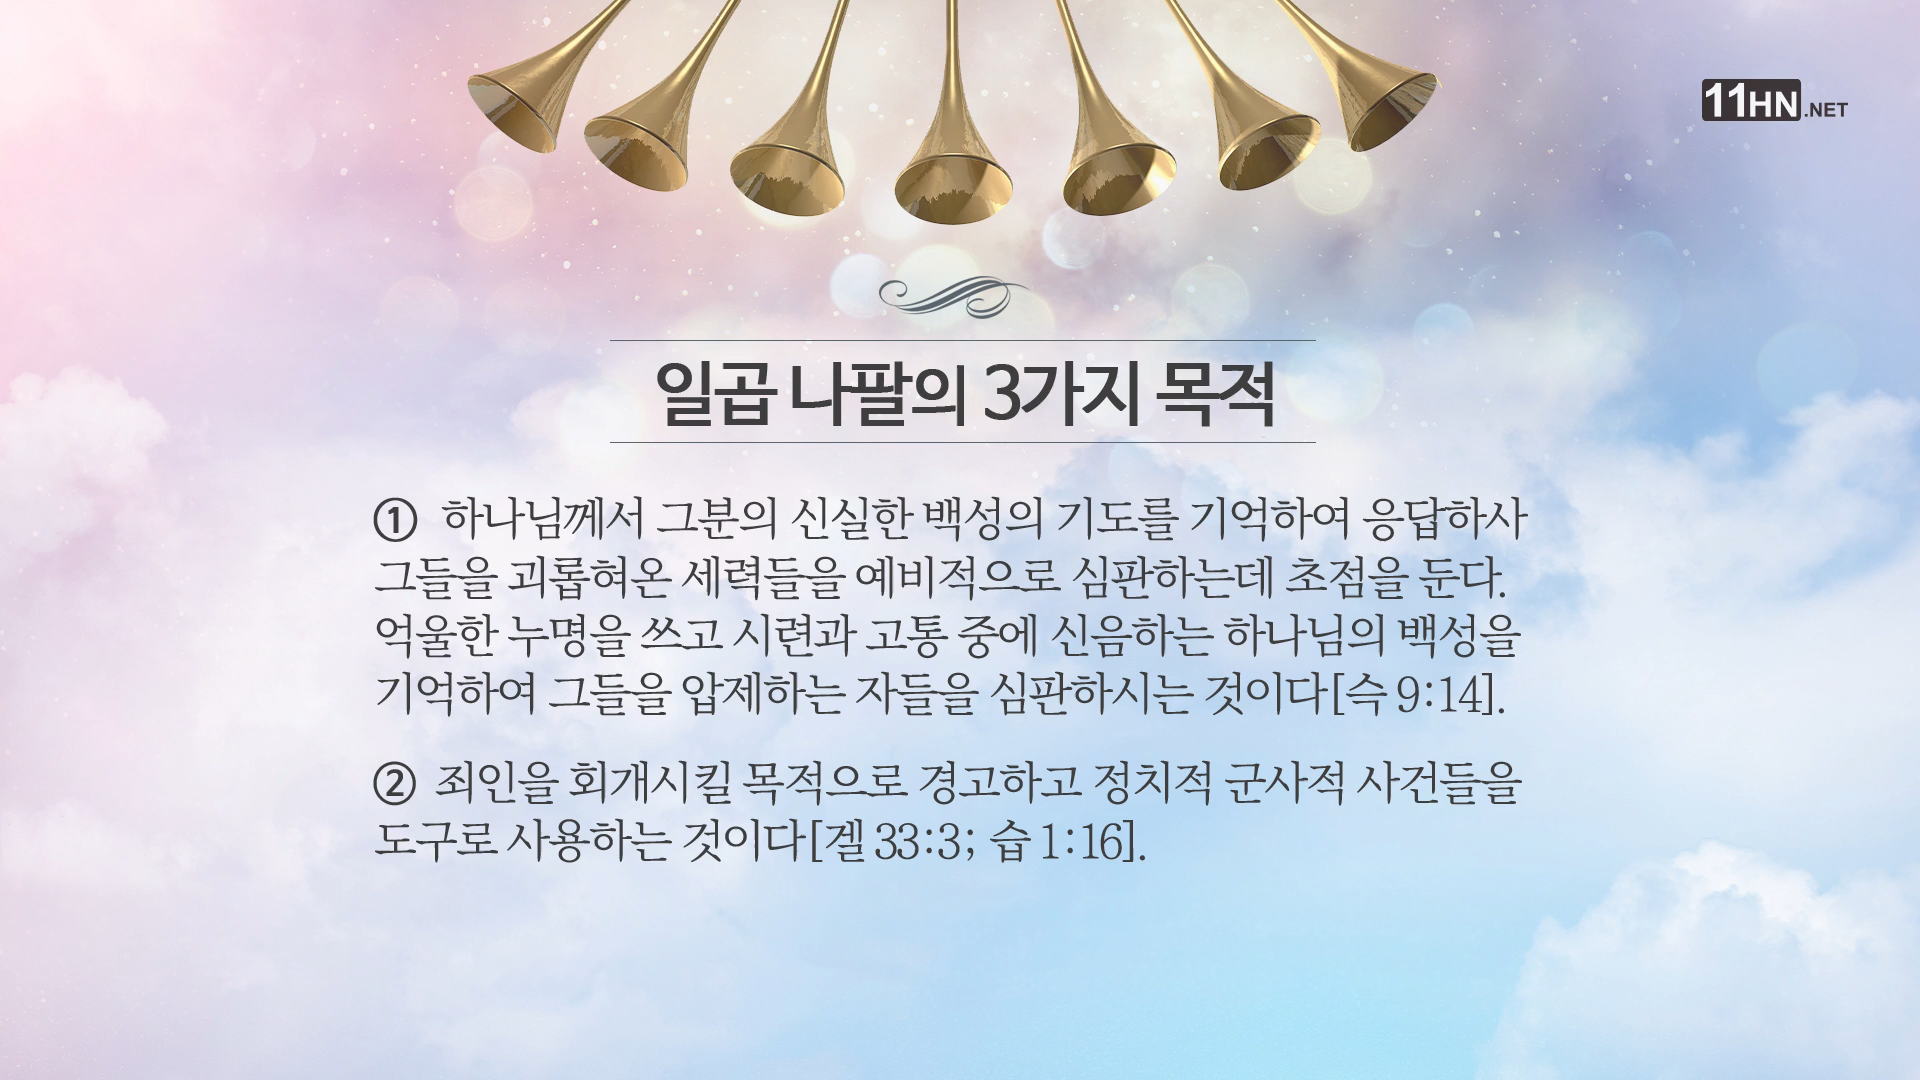 11HN.NET
일곱 나팔의 3가지 목적
① 하나님께서 그분의 신실한 백성의 기도를 기억하여 응답하사
그들을 괴롭혀온 세력들을 예비적으로 심판하는데 초점을 둔다.
억울한 누명을 쓰고 시련과 고통 중에 신음하는 하나님의 백성을
기억하여 그들을 압제하는 자들을 심판하시는 것이다[슥 9:14].
② 죄인을 회개시킬 목적으로 경고하고 정치적 군사적 사건들을
도구로 사용하는 것이다[겔 33:3; 습 1:16].